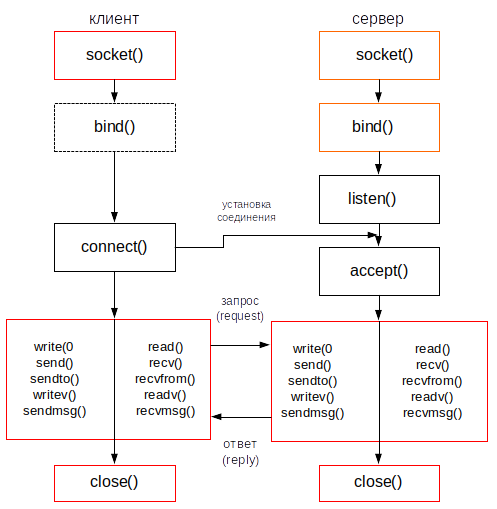 клиент
сервер
socket()
socket()
bind()
bind()
listen()
установка
соединения
connect()
accept()
запрос
(request)
write(0
send()
sendto()
writev()
sendmsg()
read()
recv()
recvfrom()
readv()
recvmsg()
write(0
send()
sendto()
writev()
sendmsg()
read()
recv()
recvfrom()
readv()
recvmsg()
ответ
(reply)
close()
close()